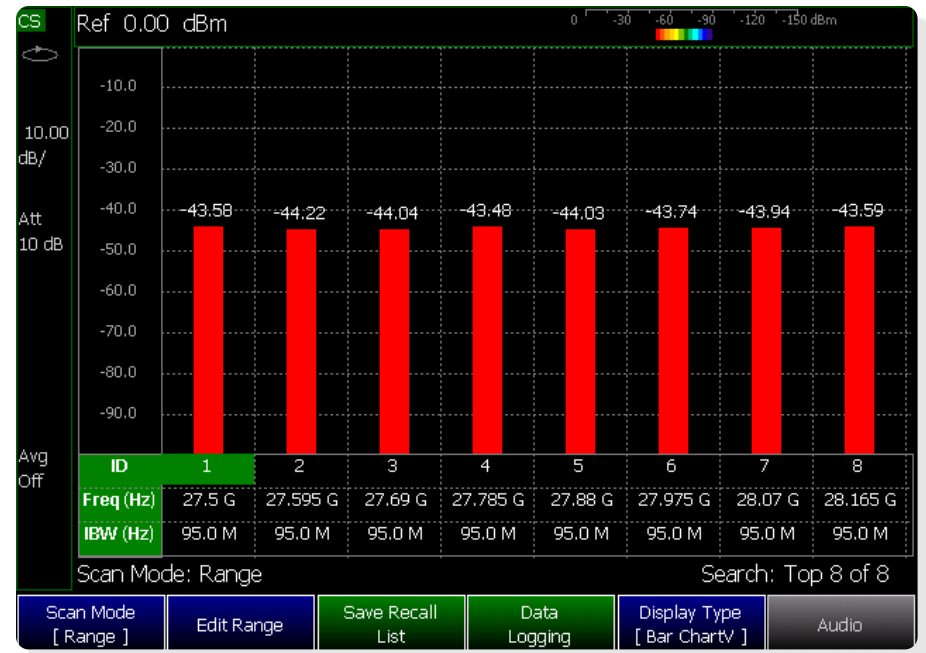 CS
Ref 0.00 dBm
0 -30 -60 -90 -120 -150 dBm
10.00
dB/
Att
10 dB
Avg
Off
-10.0
-20.0
-30.0
-40.0
-50.0
-60.0
-70.0
-80.0
-90.0
-43.58 -44.22 -44.04 -43.48 -44.03 -43.74 -43.94 -43.59
ID 1 2 3 4 5 6 7 8
Freq (Hz) 27.5 G 27.595 G 27.69 G 27.785 G 27.88 G 27.975 G 28.07 G 28.165 G
IBW (Hz) 95.0 M 95.0 M 95.0 M 95.0 M 95.0 M 95.0 M 95.0 M 95.0 M
Scan Mode: Range
Search: Top 8 of 8
Scan Mode
[ Range ]
Edit Range
Save Recall
List
Data
Logging
Display Type
[ Bar ChartV ]
Audio